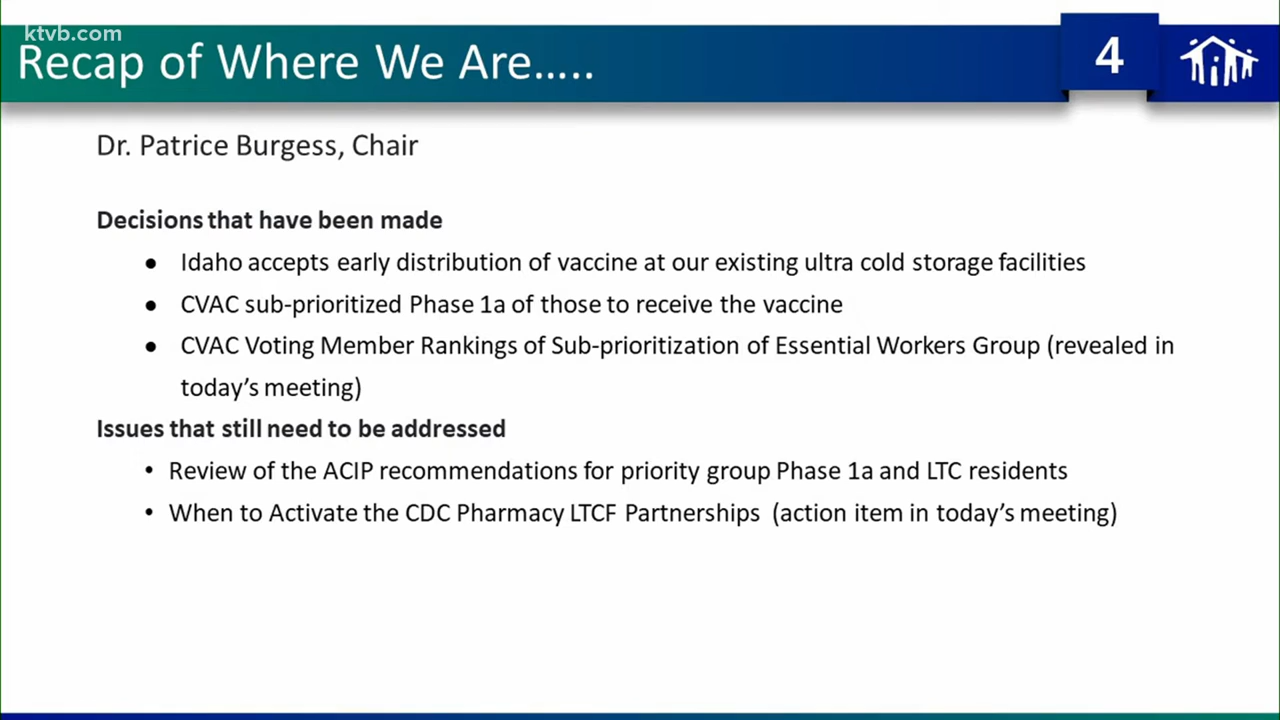 ktvb.com
Recap of Where We Are.....
4
Dr. Patrice Burgess, Chair
Decisions that have been made
● Idaho accepts early distribution of vaccine at our existing ultra cold storage facilities
● CVAC sub-prioritized Phase 1a of those to receive the vaccine
● CVAC Voting Member Rankings of Sub-prioritization of Essential Workers Group (revealed in
today’s meeting)
Issues that still need to be addressed
• Review of the ACIP recommendations for priority group Phase 1a and LTC residents
• When to Activate the CDC Pharmacy LTCF Partnerships (action item in today’s meeting)